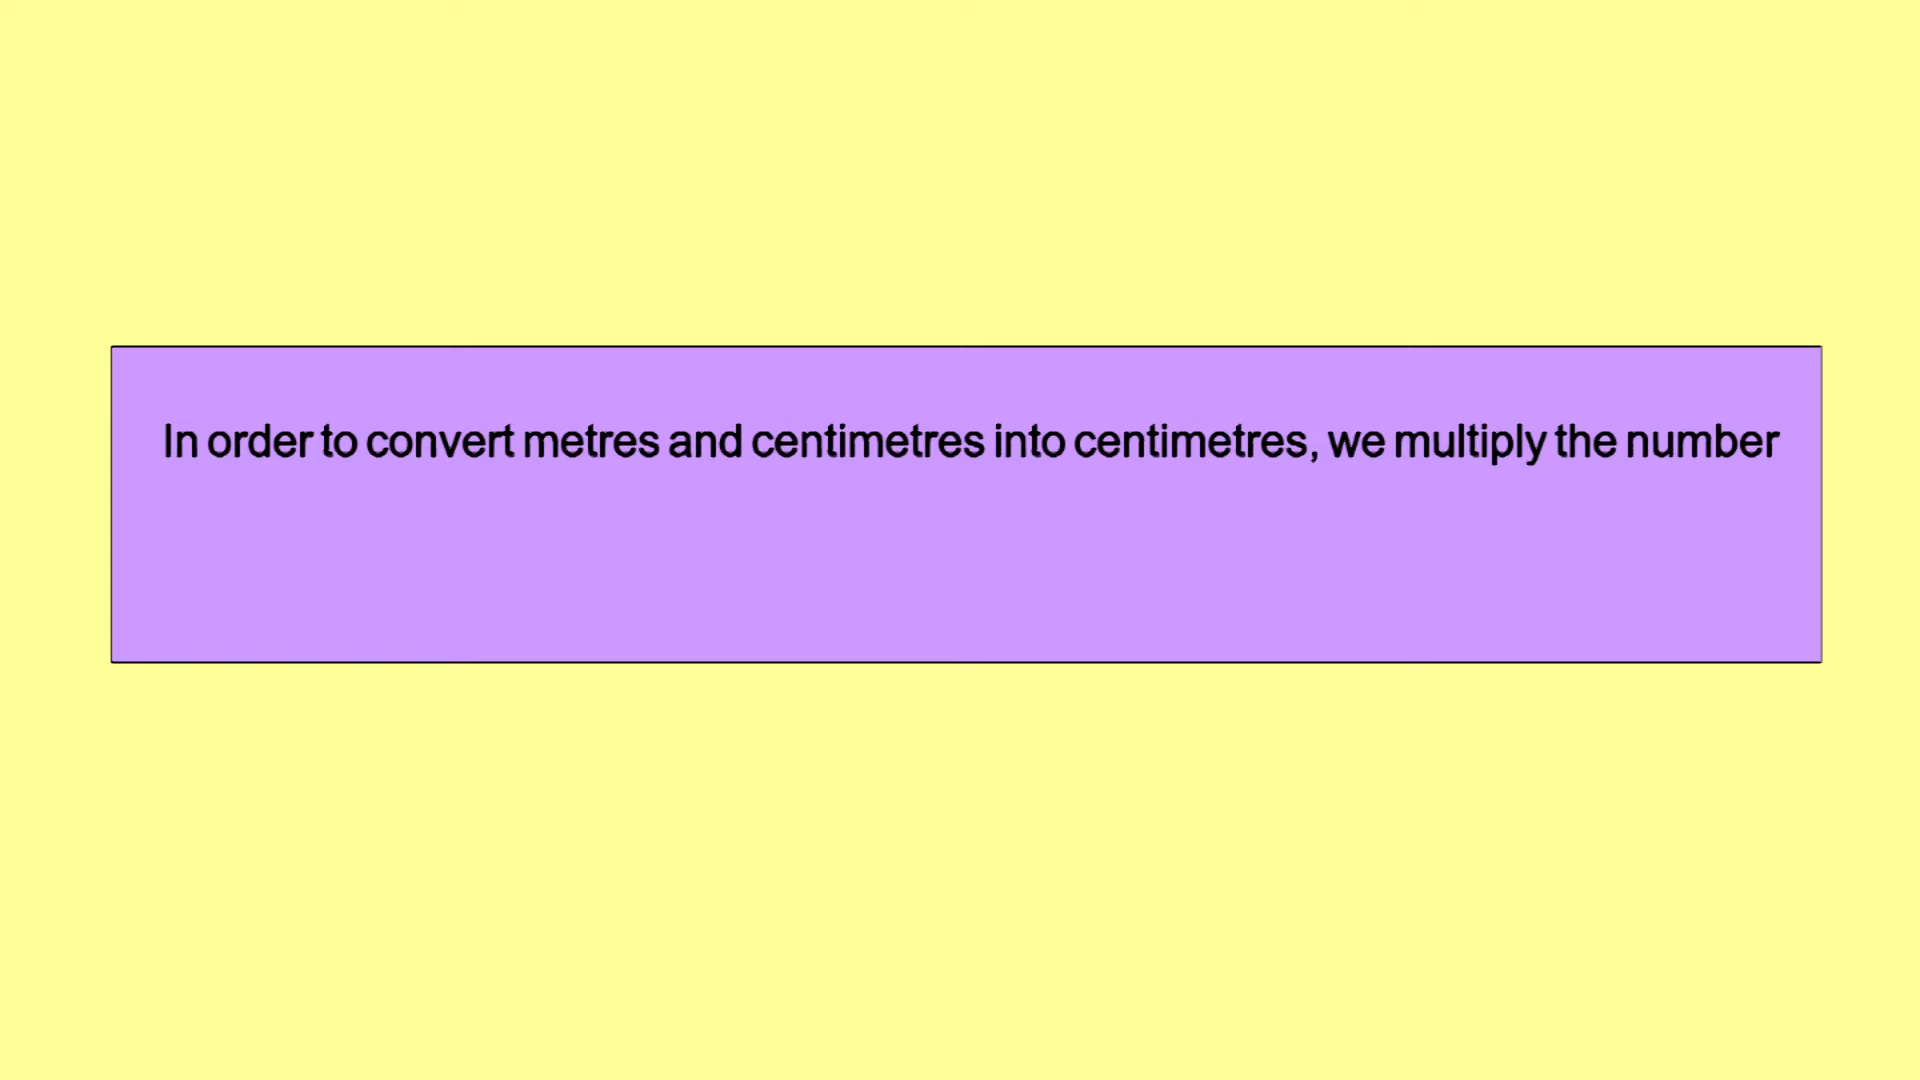 In order to convert metres and centimetres into centimetres, we multiply the number